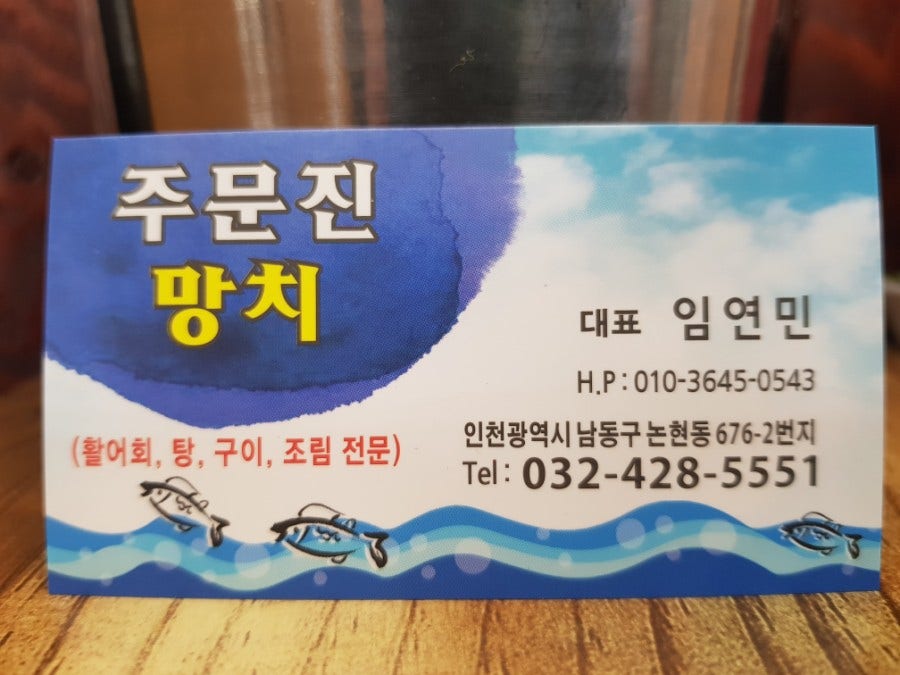 주문진
망치
(활어회, 탕, 구이, 조림 전문)
대표 임연민
H.P : 010-3645-0543
인천광역시 남동구 논현동 676-2번지
Tel : 032-428-5551